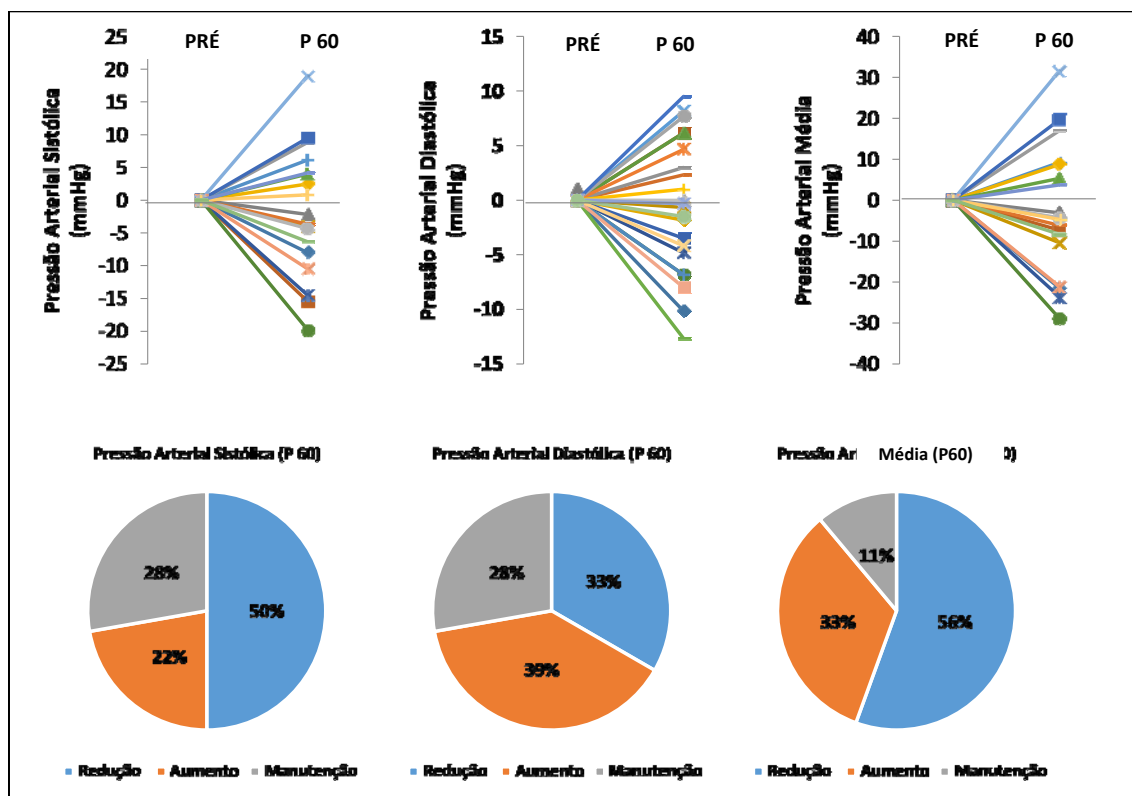 PRÉ P 60
Pressão Arterial Sistólica
(mmHg)
25
20
15
10
5
0
-5
-10
-15
-20
-25
PRÉ P 60
Pressão Arterial Diastólica
(mmHg)
15
10
5
0
-5
-10
-15
PRÉ P 60
Pressão Arterial Média
(mmHg)
40
30
20
10
0
-10
-20
-30
-40
Pressão Arterial Sistólica (P 60)
28%
50%
22%
Redução Aumento Manutenção
Pressão Arterial Diastólica (P 60)
28%
33%
39%
Redução Aumento Manutenção
Pressão Ar Média (P60) 0)
11%
33%
56%
Redução Aumento Manutenção